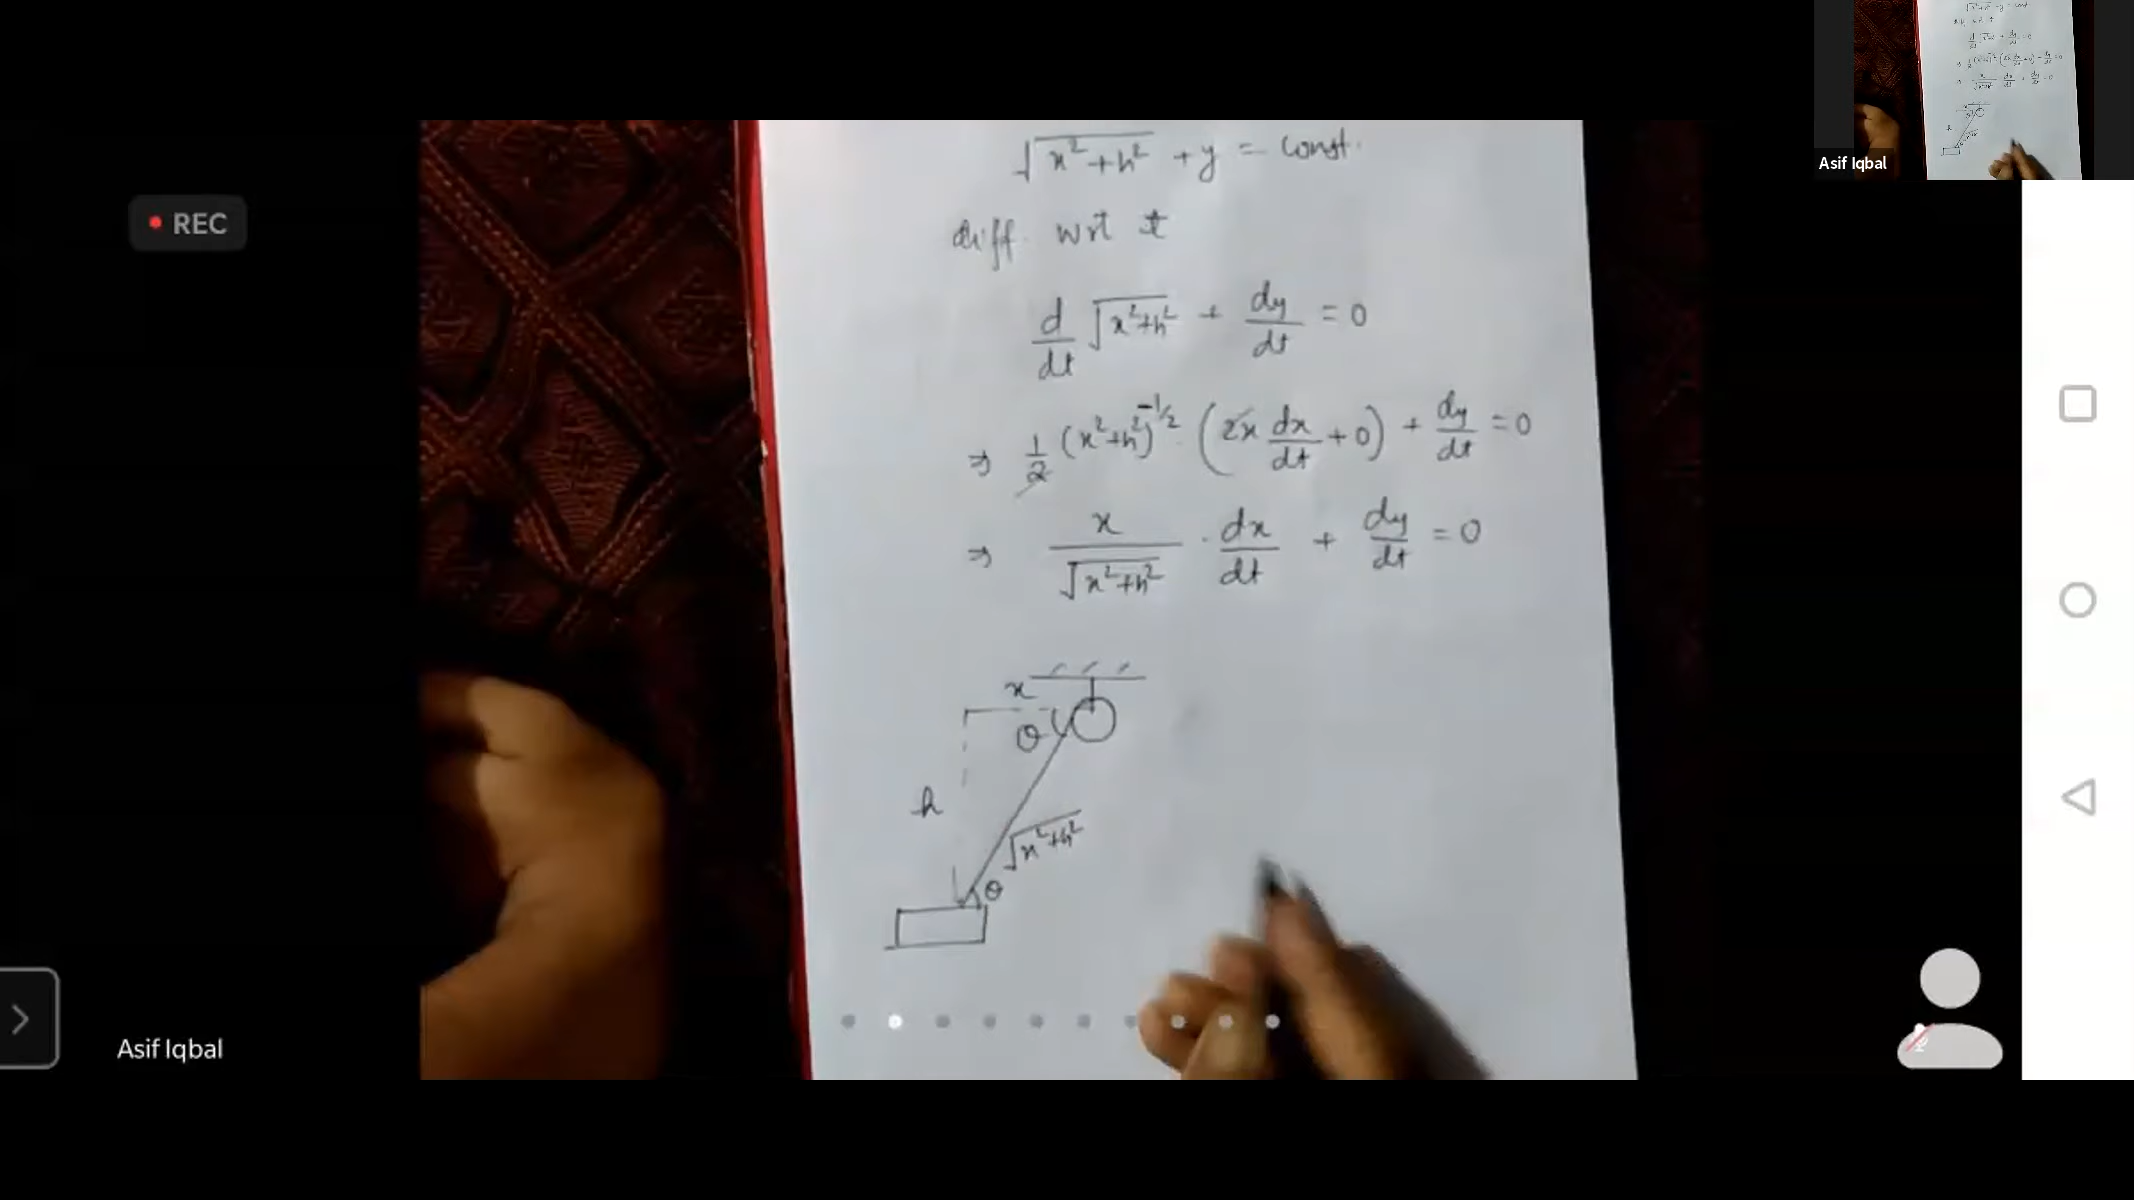 √(x²+h²) + y = const.
diff. wrt t
d/dt √(x²+h²) + dy/dt = 0
⇒ 1/2 (x²+h²)^(-1/2) . (2x dx/dt + 0) + dy/dt = 0
⇒ x/√(x²+h²) . dx/dt + dy/dt = 0
x
θ
h
√(x²+h²)
θ
REC
Asif Iqbal
Asif Iqbal